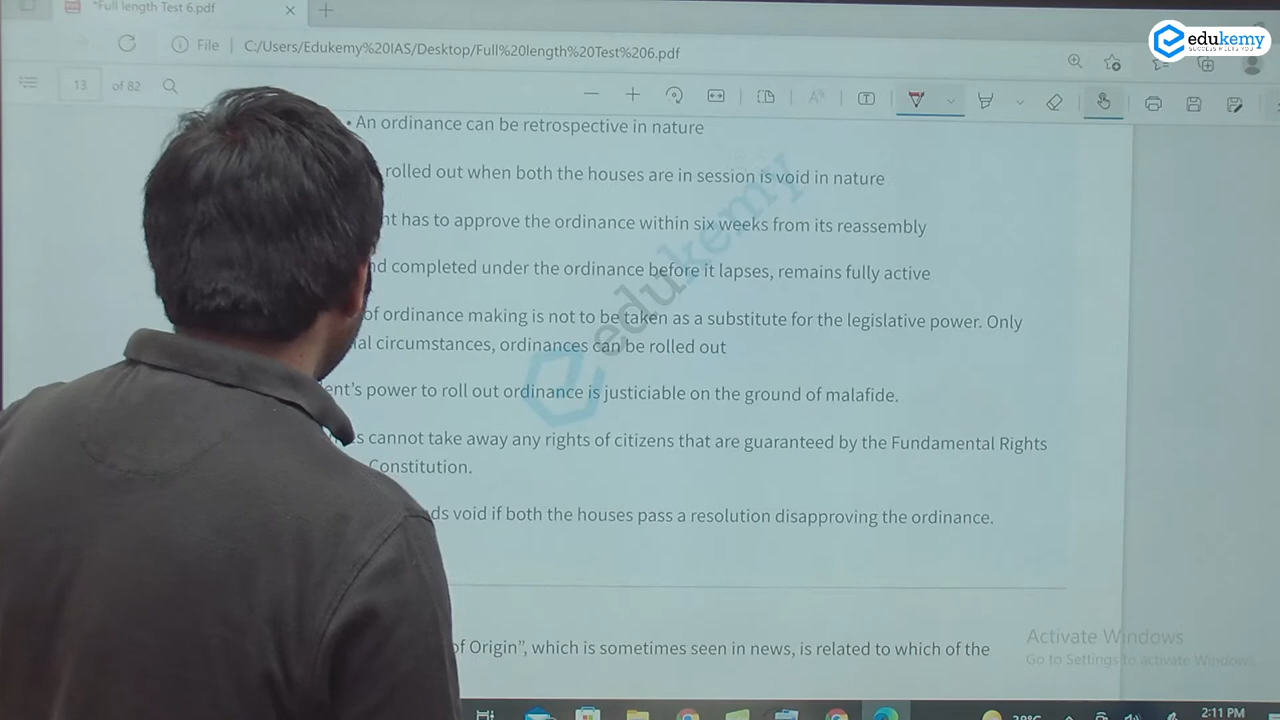 *Full length Test 6.pdf
edukemy
SUCCESS MEETS YOU
File
C:/Users/Edukemy%20IAS/Desktop/Full%20length%20Test%206.pdf
13 of 82
• An ordinance can be retrospective in nature
rolled out when both the houses are in session is void in nature
has to approve the ordinance within six weeks from its reassembly
completed under the ordinance before it lapses, remains fully active
of ordinance making is not to be taken as a substitute for the legislative power. Only
circumstances, ordinances can be rolled out
power to roll out ordinance is justiciable on the ground of malafide.
cannot take away any rights of citizens that are guaranteed by the Fundamental Rights
Constitution.
void if both the houses pass a resolution disapproving the ordinance.
edukemy
of Origin”, which is sometimes seen in news, is related to which of the
Activate Windows
Go to Settings to activate Windows.
2:11 PM